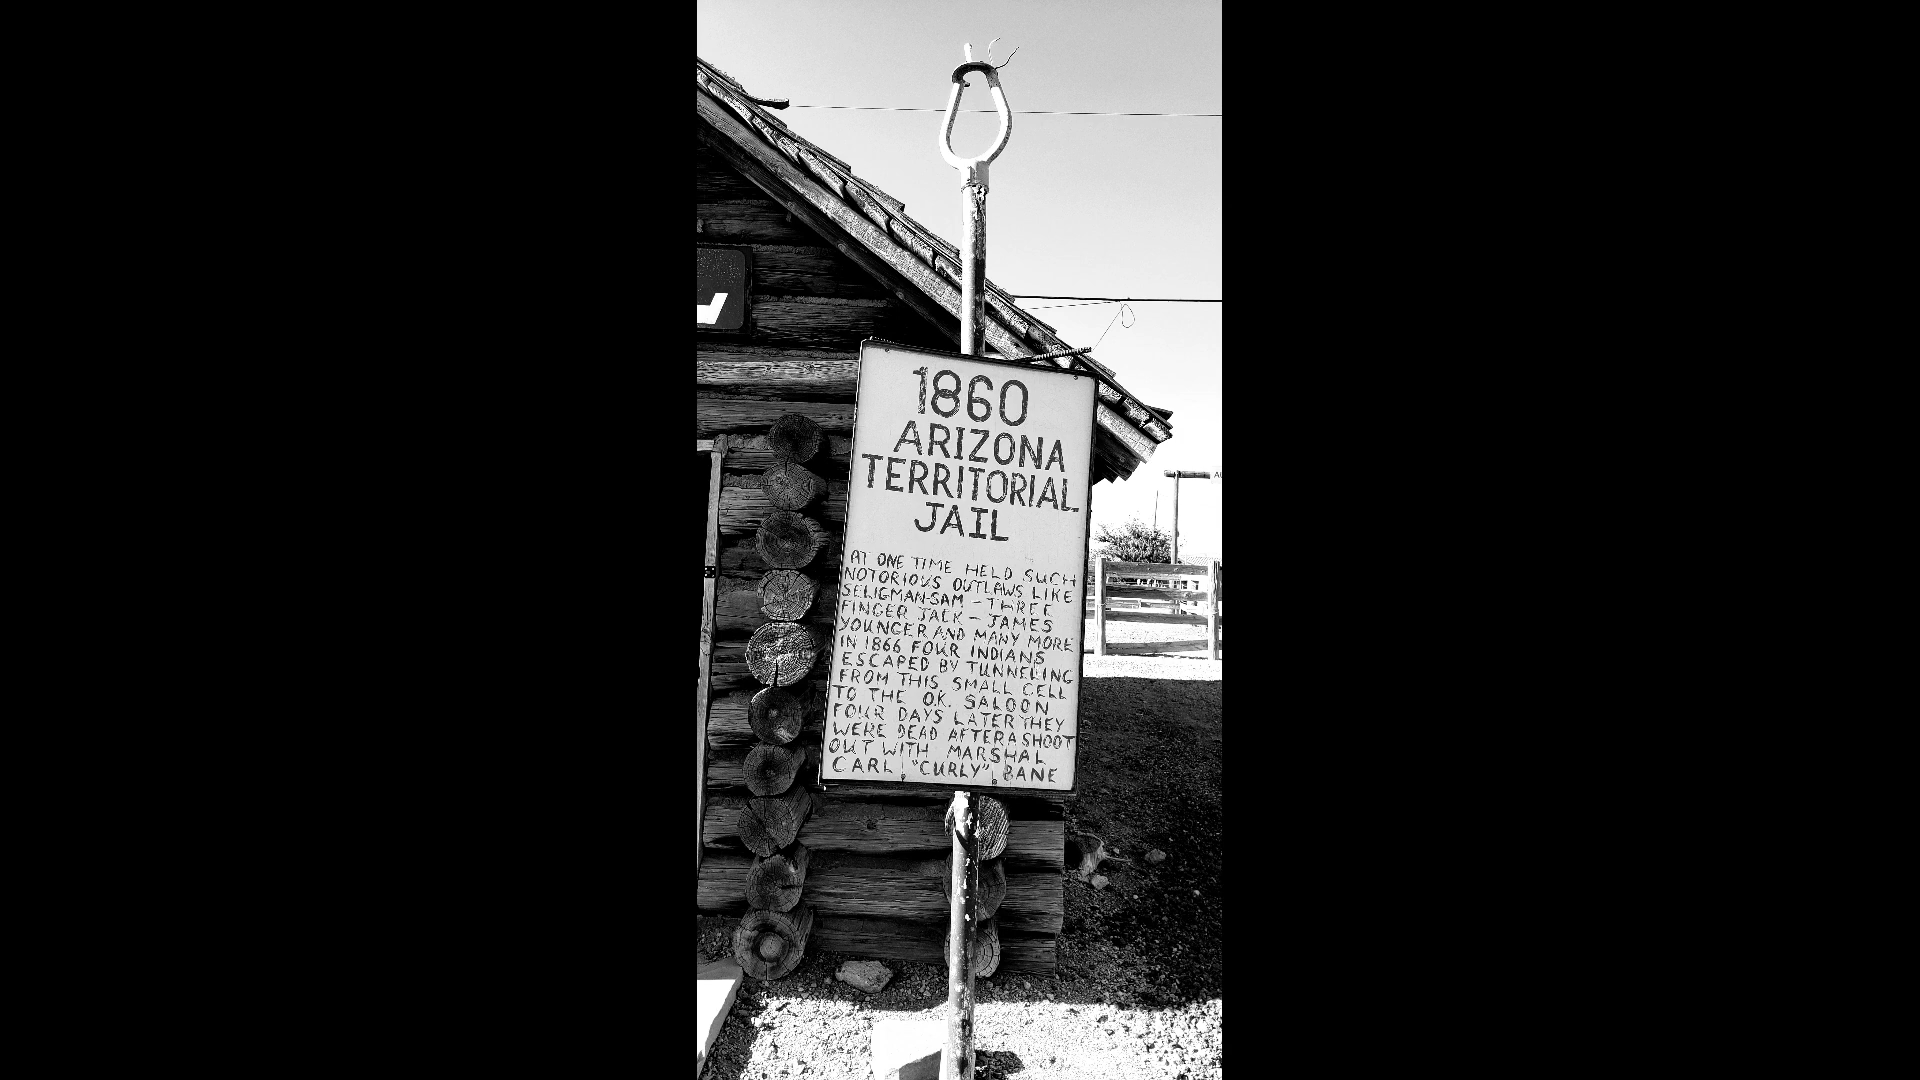 1860
ARIZONA
TERRITORIAL
JAIL
AT ONE TIME HELD SUCH
NOTORIOUS OUTLAWS LIKE
SELIGMAN-SAM - THREE
FINGER JACK - JAMES
YOUNGER AND MANY MORE
IN 1866 FOUR INDIANS
ESCAPED BY TUNNELING
FROM THIS SMALL CELL
TO THE O.K. SALOON
FOUR DAYS LATER THEY
WERE DEAD AFTER A SHOOT
OUT WITH MARSHAL
CARL "CURLY" BANE